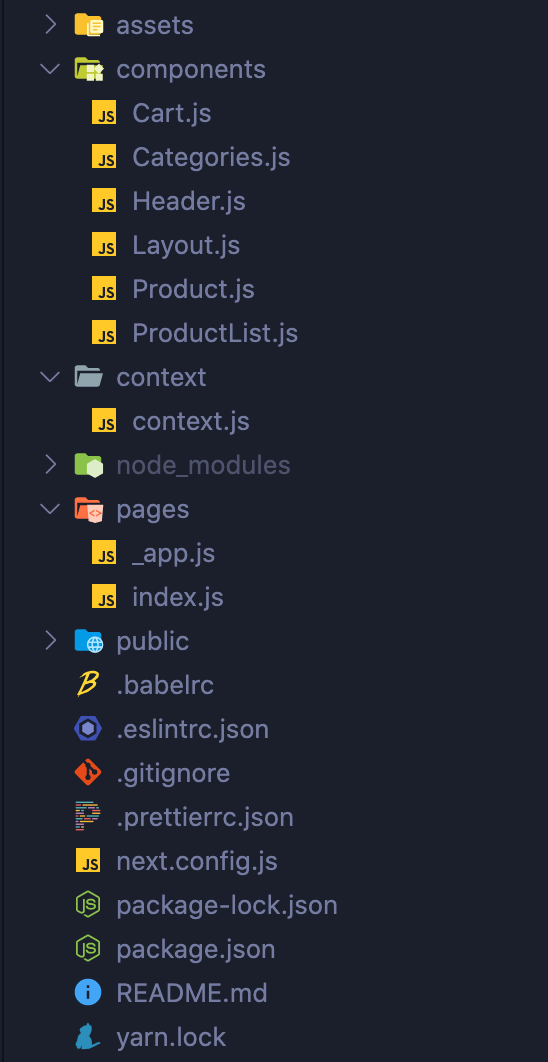 assets
components
JS Cart.js
JS Categories.js
JS Header.js
JS Layout.js
JS Product.js
JS ProductList.js
context
JS context.js
node_modules
pages
JS _app.js
JS index.js
public
B .babelrc
.eslintrc.json
.gitignore
.prettierrc.json
JS next.config.js
JS package-lock.json
JS package.json
i README.md
yarn.lock